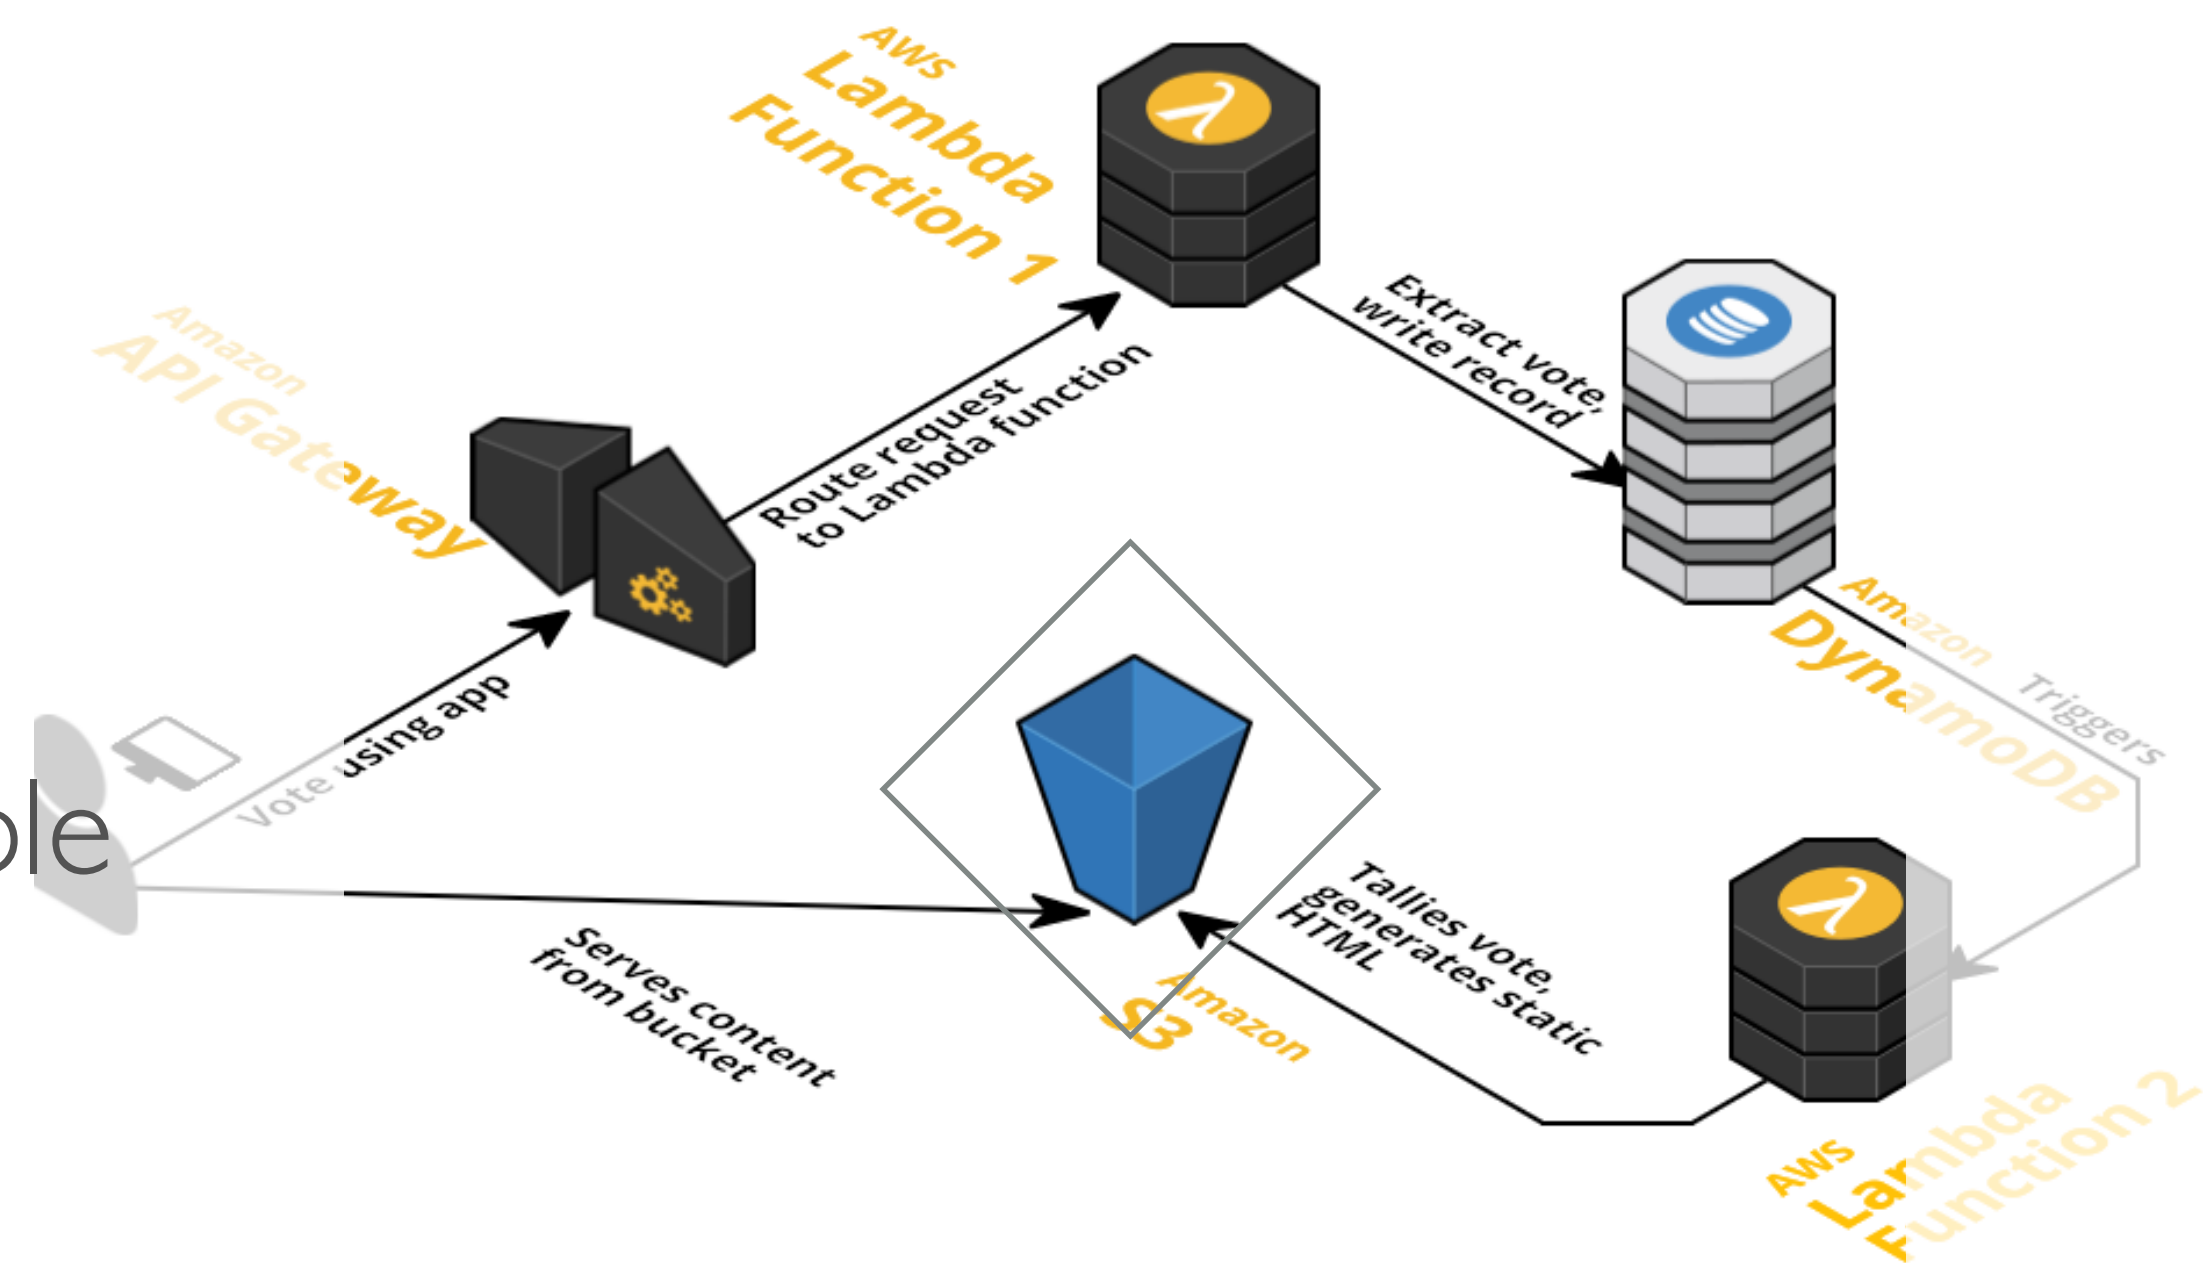 AWS
Lambda
Function 1
Amazon
API Gateway
Extract vote,
write record
Route request
to Lambda function
Amazon
DynamoDB
Triggers
Vote using app
Tallies vote,
generates static
HTML
Serves content
from bucket
Amazon
S3
AWS
Lambda
Function 2